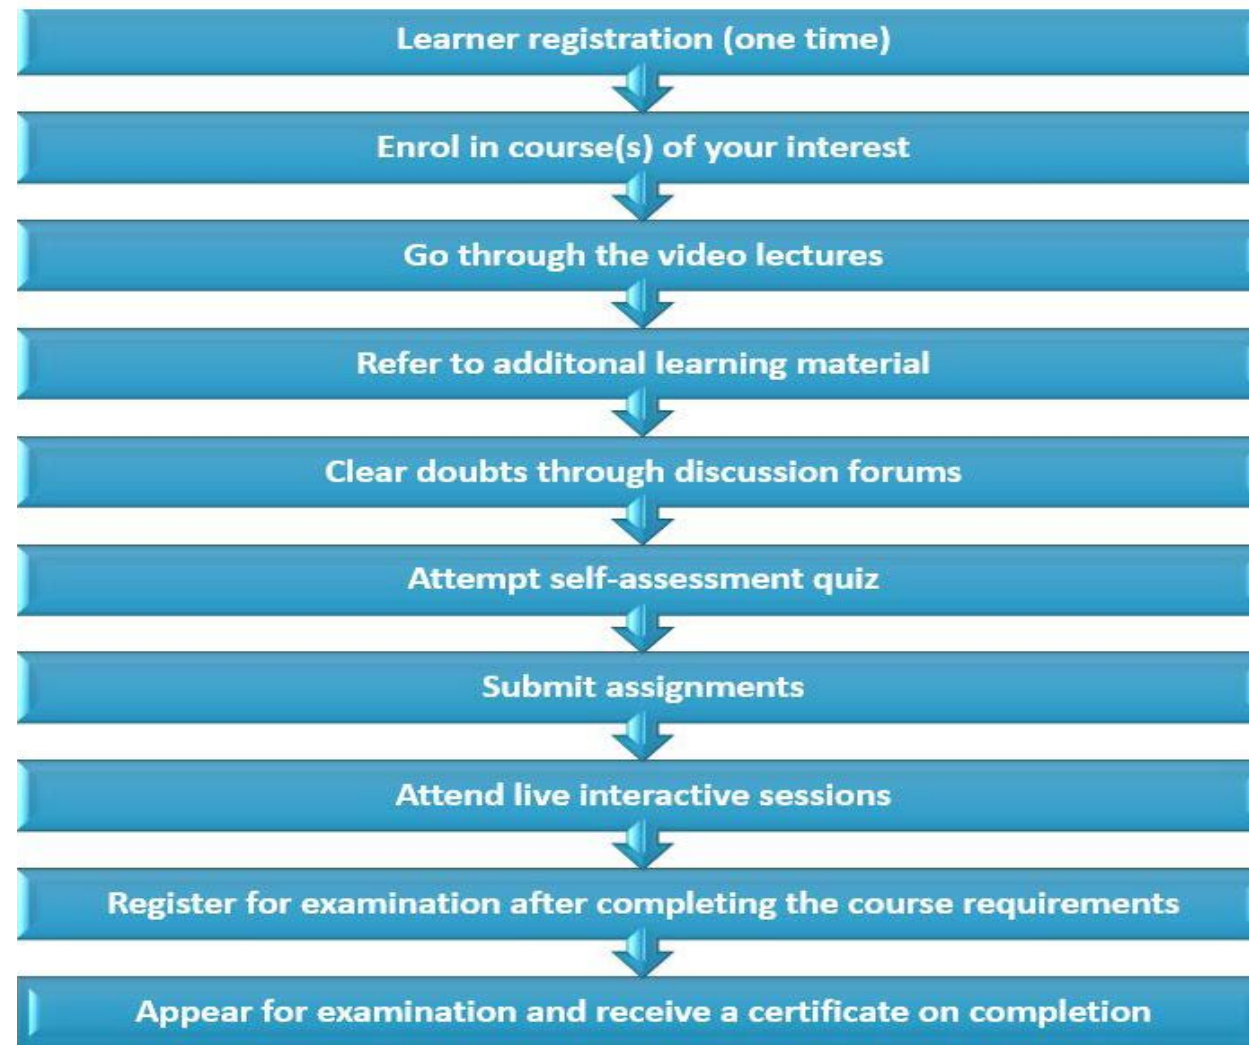 Learner registration (one time)
Enrol in course(s) of your interest
Go through the video lectures
Refer to additonal learning material
Clear doubts through discussion forums
Attempt self-assessment quiz
Submit assignments
Attend live interactive sessions
Register for examination after completing the course requirements
Appear for examination and receive a certificate on completion